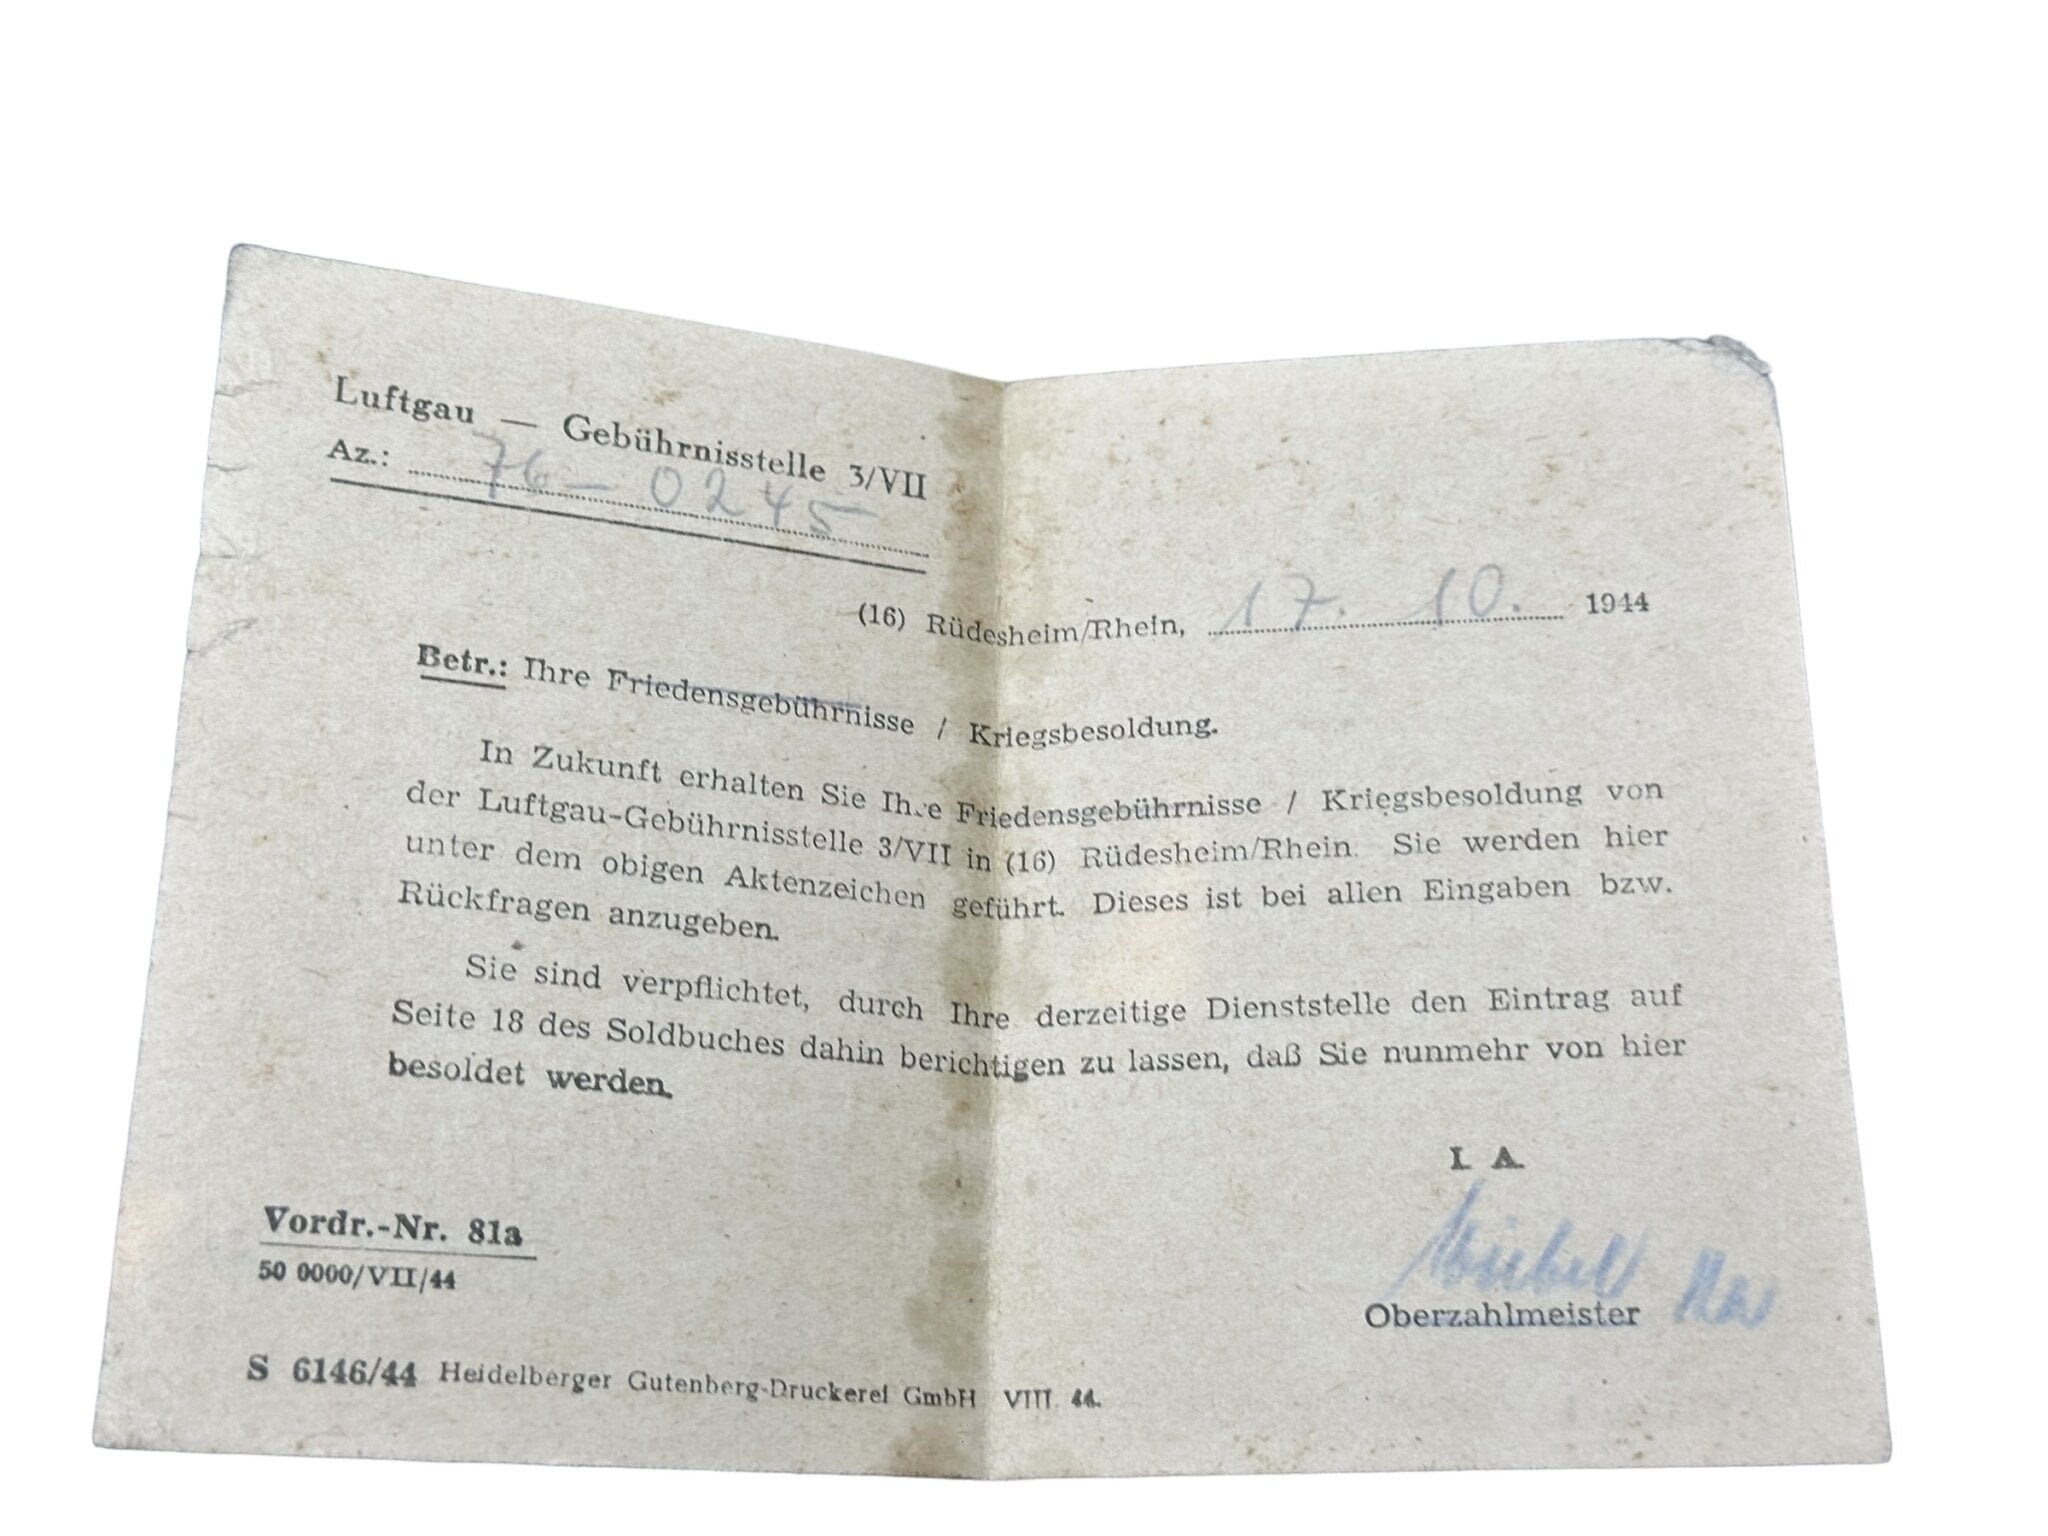 Luftgau — Gebührnisstelle 3/VII
Az.: 76 — 0245
(16) Rüdesheim/Rhein, 17. 10. 1944
Betr.: Ihre Friedensgebührnisse / Kriegsbesoldung.
In Zukunft erhalten Sie Ihre Friedensgebührnisse / Kriegsbesoldung von
der Luftgau-Gebührnisstelle 3/VII in (16) Rüdesheim/Rhein. Sie werden hier
unter dem obigen Aktenzeichen geführt. Dieses ist bei allen Eingaben bzw.
Rückfragen anzugeben.
Sie sind verpflichtet, durch Ihre derzeitige Dienststelle den Eintrag auf
Seite 18 des Soldbuches dahin berichtigen zu lassen, daß Sie nunmehr von hier
besoldet werden.
I. A.
Oberzahlmeister
Vordr.-Nr. 81a
50 0000/VII/44
S 6146/44 Heidelberger Gutenberg-Druckerei GmbH VIII. 44.